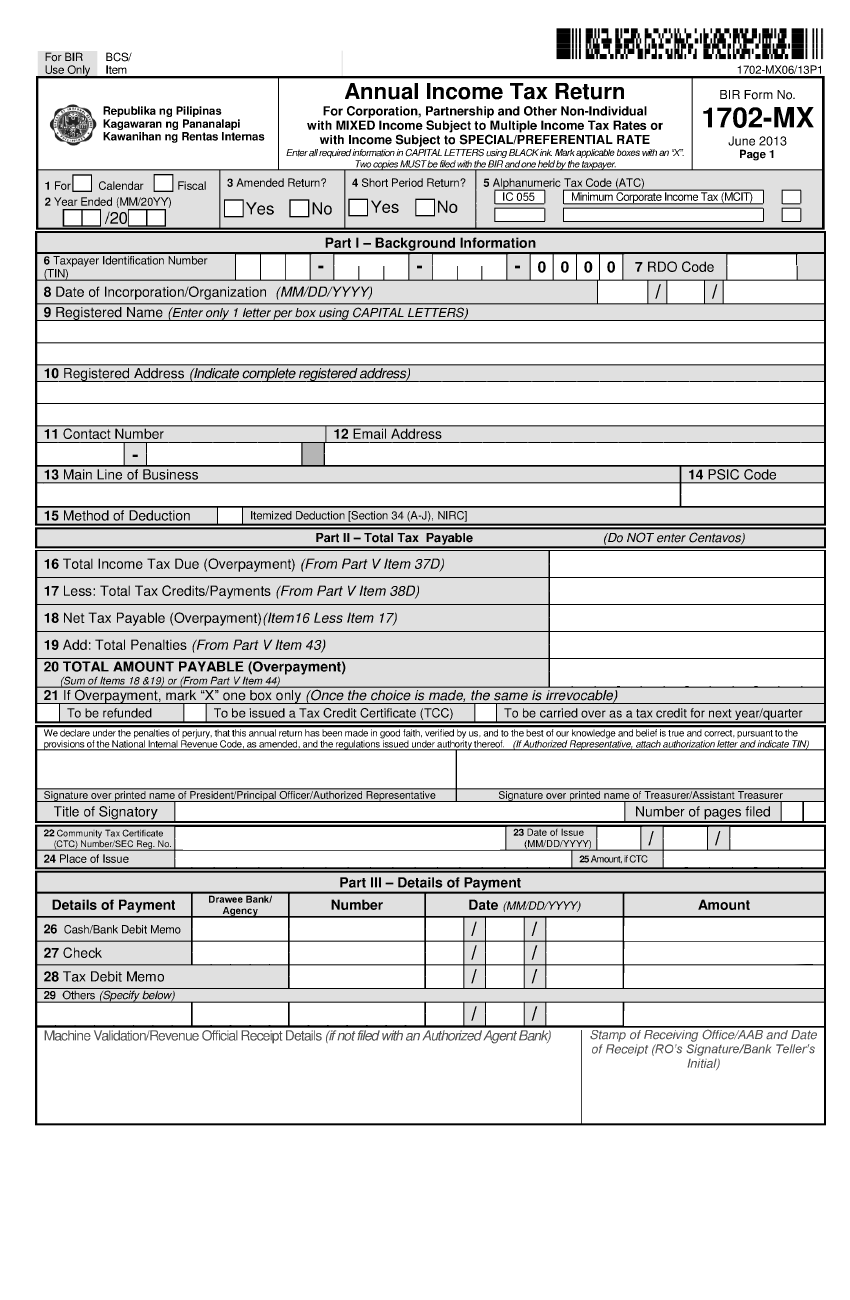 For BIR BCS/
Use Only Item
1702-MX06/13P1
Republika ng Pilipinas
Kagawaran ng Pananalapi
Kawanihan ng Rentas Internas
Annual Income Tax Return
For Corporation, Partnership and Other Non-Individual
with MIXED Income Subject to Multiple Income Tax Rates or
with Income Subject to SPECIAL/PREFERENTIAL RATE
Enter all required information in CAPITAL LETTERS using BLACK ink. Mark applicable boxes with an “X”.
Two copies MUST be filed with the BIR and one held by the taxpayer.
BIR Form No.
1702-MX
June 2013
Page 1
1 For Calendar Fiscal
2 Year Ended (MM/20YY)
/20
3 Amended Return?
Yes No
4 Short Period Return?
Yes No
5 Alphanumeric Tax Code (ATC)
IC 055 Minimum Corporate Income Tax (MCIT)
Part I – Background Information
6 Taxpayer Identification Number
(TIN)
- - - 0 0 0 0 7 RDO Code
8 Date of Incorporation/Organization (MM/DD/YYYY) / /
9 Registered Name (Enter only 1 letter per box using CAPITAL LETTERS)
10 Registered Address (Indicate complete registered address)
11 Contact Number 12 Email Address
-
13 Main Line of Business 14 PSIC Code
15 Method of Deduction Itemized Deduction [Section 34 (A-J), NIRC]
Part II – Total Tax Payable (Do NOT enter Centavos)
16 Total Income Tax Due (Overpayment) (From Part V Item 37D)
17 Less: Total Tax Credits/Payments (From Part V Item 38D)
18 Net Tax Payable (Overpayment)(Item16 Less Item 17)
19 Add: Total Penalties (From Part V Item 43)
20 TOTAL AMOUNT PAYABLE (Overpayment)
(Sum of Items 18 &19) or (From Part V Item 44)
21 If Overpayment, mark “X” one box only (Once the choice is made, the same is irrevocable)
To be refunded To be issued a Tax Credit Certificate (TCC) To be carried over as a tax credit for next year/quarter
We declare under the penalties of perjury, that this annual return has been made in good faith, verified by us, and to the best of our knowledge and belief is true and correct, pursuant to the
provisions of the National Internal Revenue Code, as amended, and the regulations issued under authority thereof. (If Authorized Representative, attach authorization letter and indicate TIN)
Signature over printed name of President/Principal Officer/Authorized Representative Signature over printed name of Treasurer/Assistant Treasurer
Title of Signatory Number of pages filed
22 Community Tax Certificate
(CTC) Number/SEC Reg. No.
23 Date of Issue
(MM/DD/YYYY) / /
24 Place of Issue 25 Amount, if CTC
Part III – Details of Payment
Details of Payment Drawee Bank/
Agency Number Date (MM/DD/YYYY) Amount
26 Cash/Bank Debit Memo / /
27 Check / /
28 Tax Debit Memo / /
29 Others (Specify below)
/ /
Machine Validation/Revenue Official Receipt Details (if not filed with an Authorized Agent Bank)
Stamp of Receiving Office/AAB and Date
of Receipt (RO's Signature/Bank Teller's
Initial)